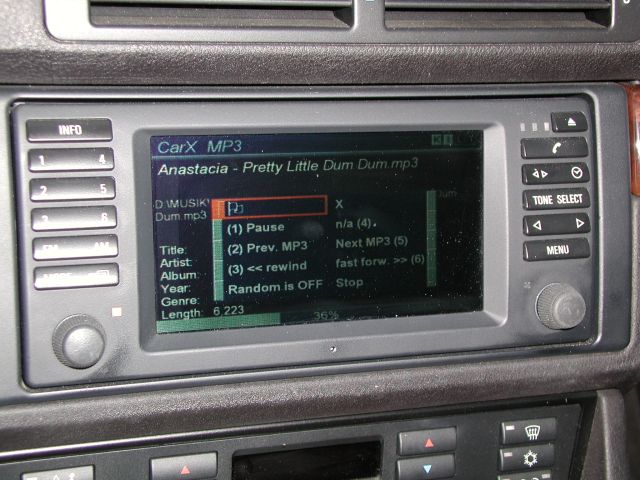 INFO
1 4
2 5
3 6
FM AM
CarX MP3
Anastacia - Pretty Little Dum Dum.mp3
D:\MUSIK\
Dum.mp3
X
(1) Pause n/a (4)
(2) Prev. MP3 Next MP3 (5)
(3) << rewind fast forw. >> (6)
Random is OFF Stop
Title:
Artist:
Album:
Year:
Genre:
Length: 6,223
36%
TONE SELECT
MENU